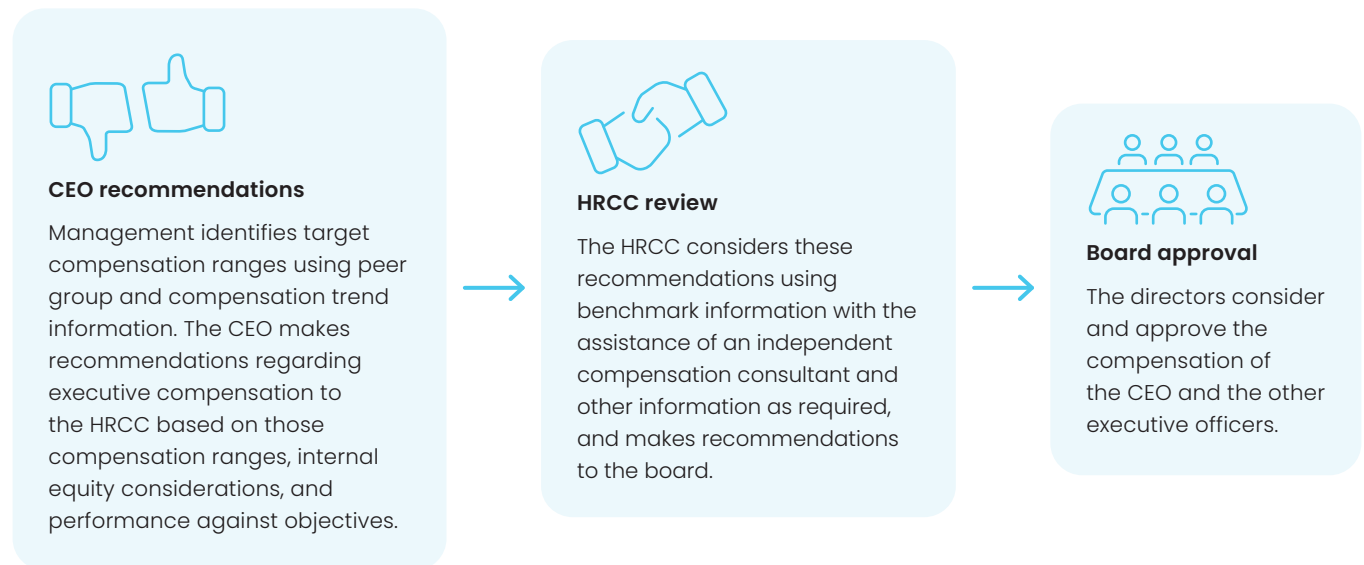 CEO recommendations
Management identifies target
compensation ranges using peer
group and compensation trend
information. The CEO makes
recommendations regarding
executive compensation to
the HRCC based on those
compensation ranges, internal
equity considerations, and
performance against objectives.
HRCC review
The HRCC considers these
recommendations using
benchmark information with the
assistance of an independent
compensation consultant and
other information as required,
and makes recommendations
to the board.
Board approval
The directors consider
and approve the
compensation of
the CEO and the other
executive officers.